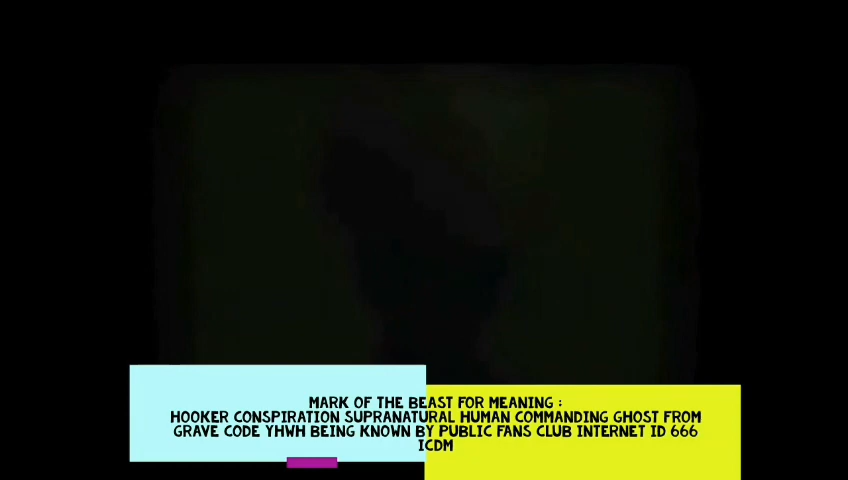 MARK OF THE BEAST FOR MEANING :
HOOKER CONSPIRATION SUPRANATURAL HUMAN COMMANDING GHOST FROM
GRAVE CODE YHWH BEING KNOWN BY PUBLIC FANS CLUB INTERNET ID 666
ICDM